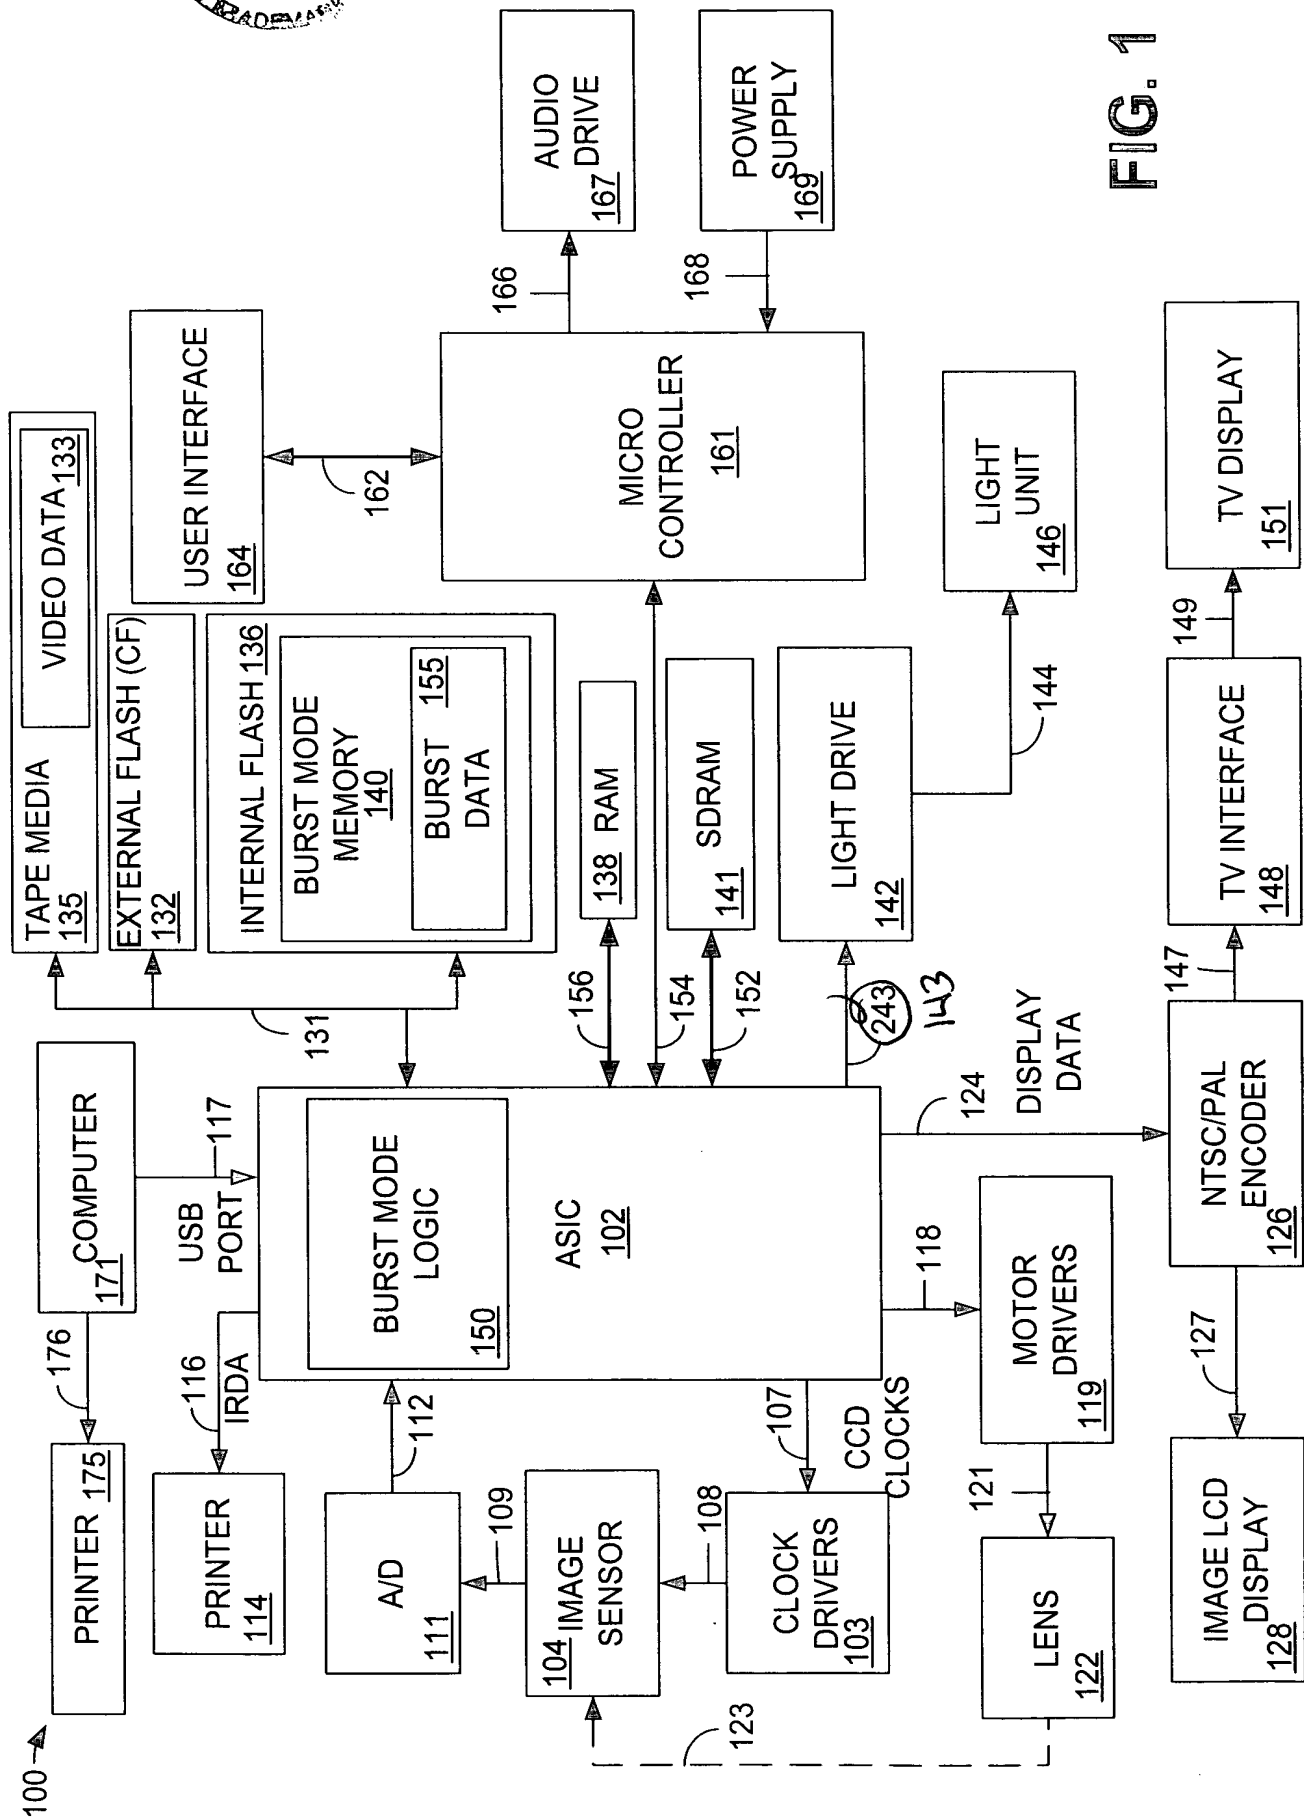 100
PRINTER 175
176
COMPUTER
171
TAPE MEDIA
135
VIDEO DATA 133
PRINTER
114
116
IRDA
USB
PORT
117
131
EXTERNAL FLASH (CF)
132
USER INTERFACE
164
INTERNAL FLASH 136
BURST MODE
MEMORY
140
BURST
DATA
155
162
A/D
111
112
BURST MODE
LOGIC
150
ASIC
102
109
104
IMAGE
SENSOR
108
107
CCD
CLOCKS
CLOCK
DRIVERS
103
156
154
152
138 RAM
SDRAM
141
MICRO
CONTROLLER
161
166
AUDIO
DRIVE
167
168
POWER
SUPPLY
169
243
143
LIGHT DRIVE
142
144
LIGHT
UNIT
146
123
LENS
122
121
MOTOR
DRIVERS
119
118
124
DISPLAY
DATA
IMAGE LCD
DISPLAY
128
127
NTSC/PAL
ENCODER
126
147
TV INTERFACE
148
149
TV DISPLAY
151
FIG. 1